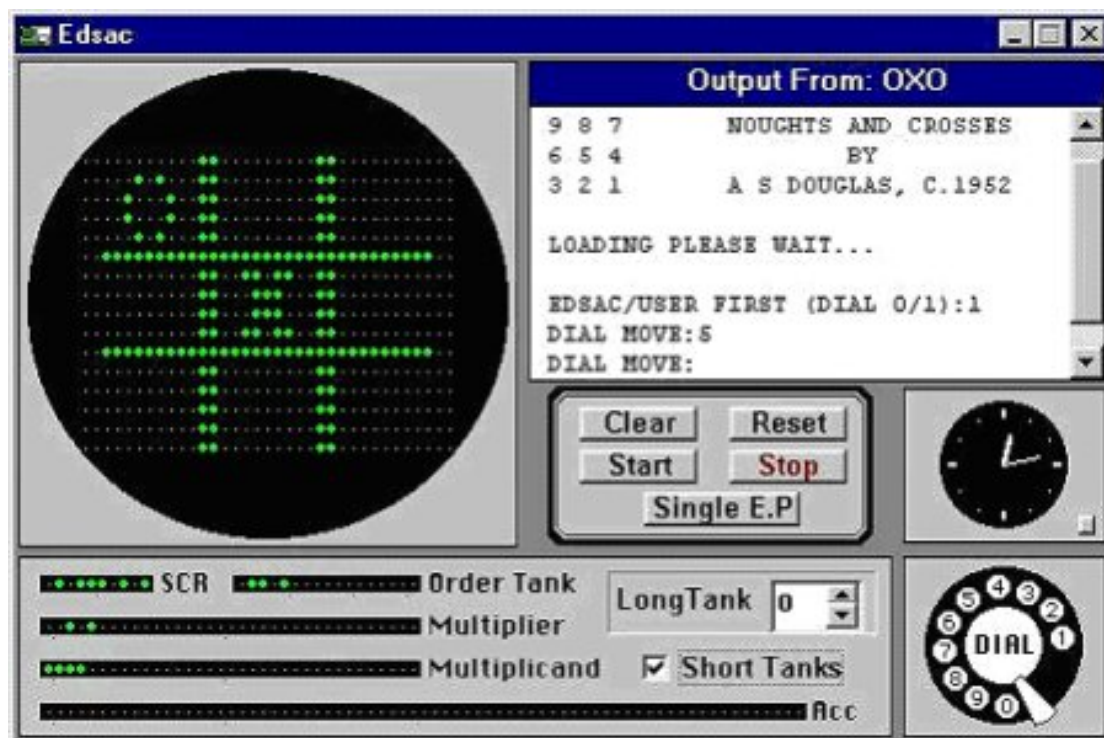 Edsac
Output From: OXO
9 8 7 NOUGHTS AND CROSSES
6 5 4 BY
3 2 1 A S DOUGLAS, C.1952
LOADING PLEASE WAIT...
EDSAC/USER FIRST (DIAL 0/1):1
DIAL MOVE:5
DIAL MOVE:
Clear Reset
Start Stop
Single E.P
SCR Order Tank
Multiplier
Multiplicand
Acc
LongTank 0
Short Tanks
1 2 3 4 5 6 7 8 9 0
DIAL